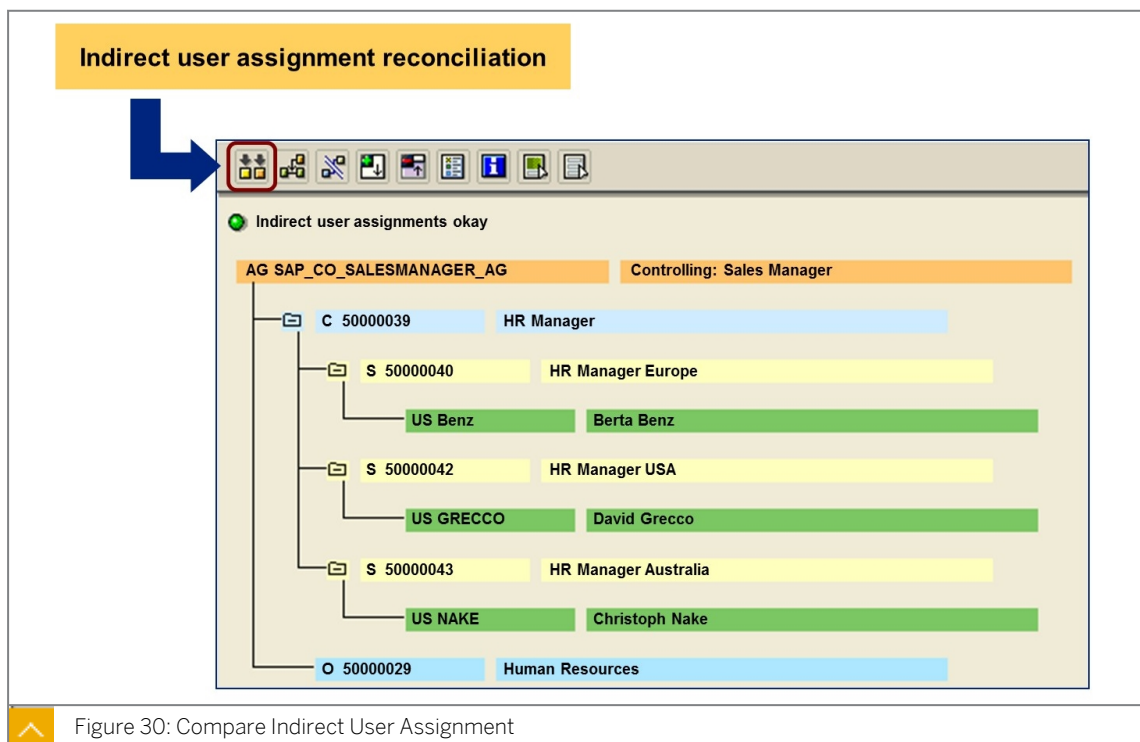 Indirect user assignment reconciliation
Indirect user assignments okay
AG SAP_CO_SALESMANAGER_AG Controlling: Sales Manager
C 50000039 HR Manager
S 50000040 HR Manager Europe
US Benz Berta Benz
S 50000042 HR Manager USA
US GRECCO David Grecco
S 50000043 HR Manager Australia
US NAKE Christoph Nake
O 50000029 Human Resources
Figure 30: Compare Indirect User Assignment